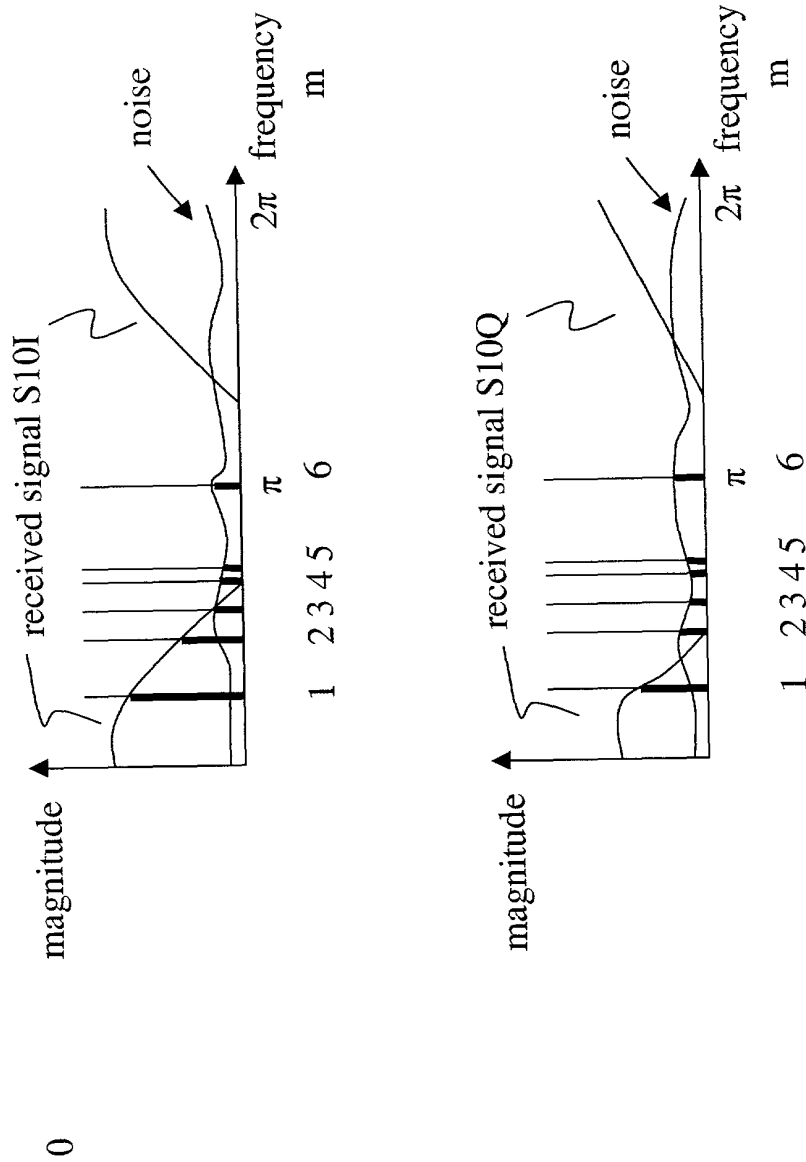 magnitude
received signal S10I
noise
π
2π
frequency
1 2 3 4 5 6 m
magnitude
received signal S10Q
noise
π
2π
frequency
1 2 3 4 5 6 m
0